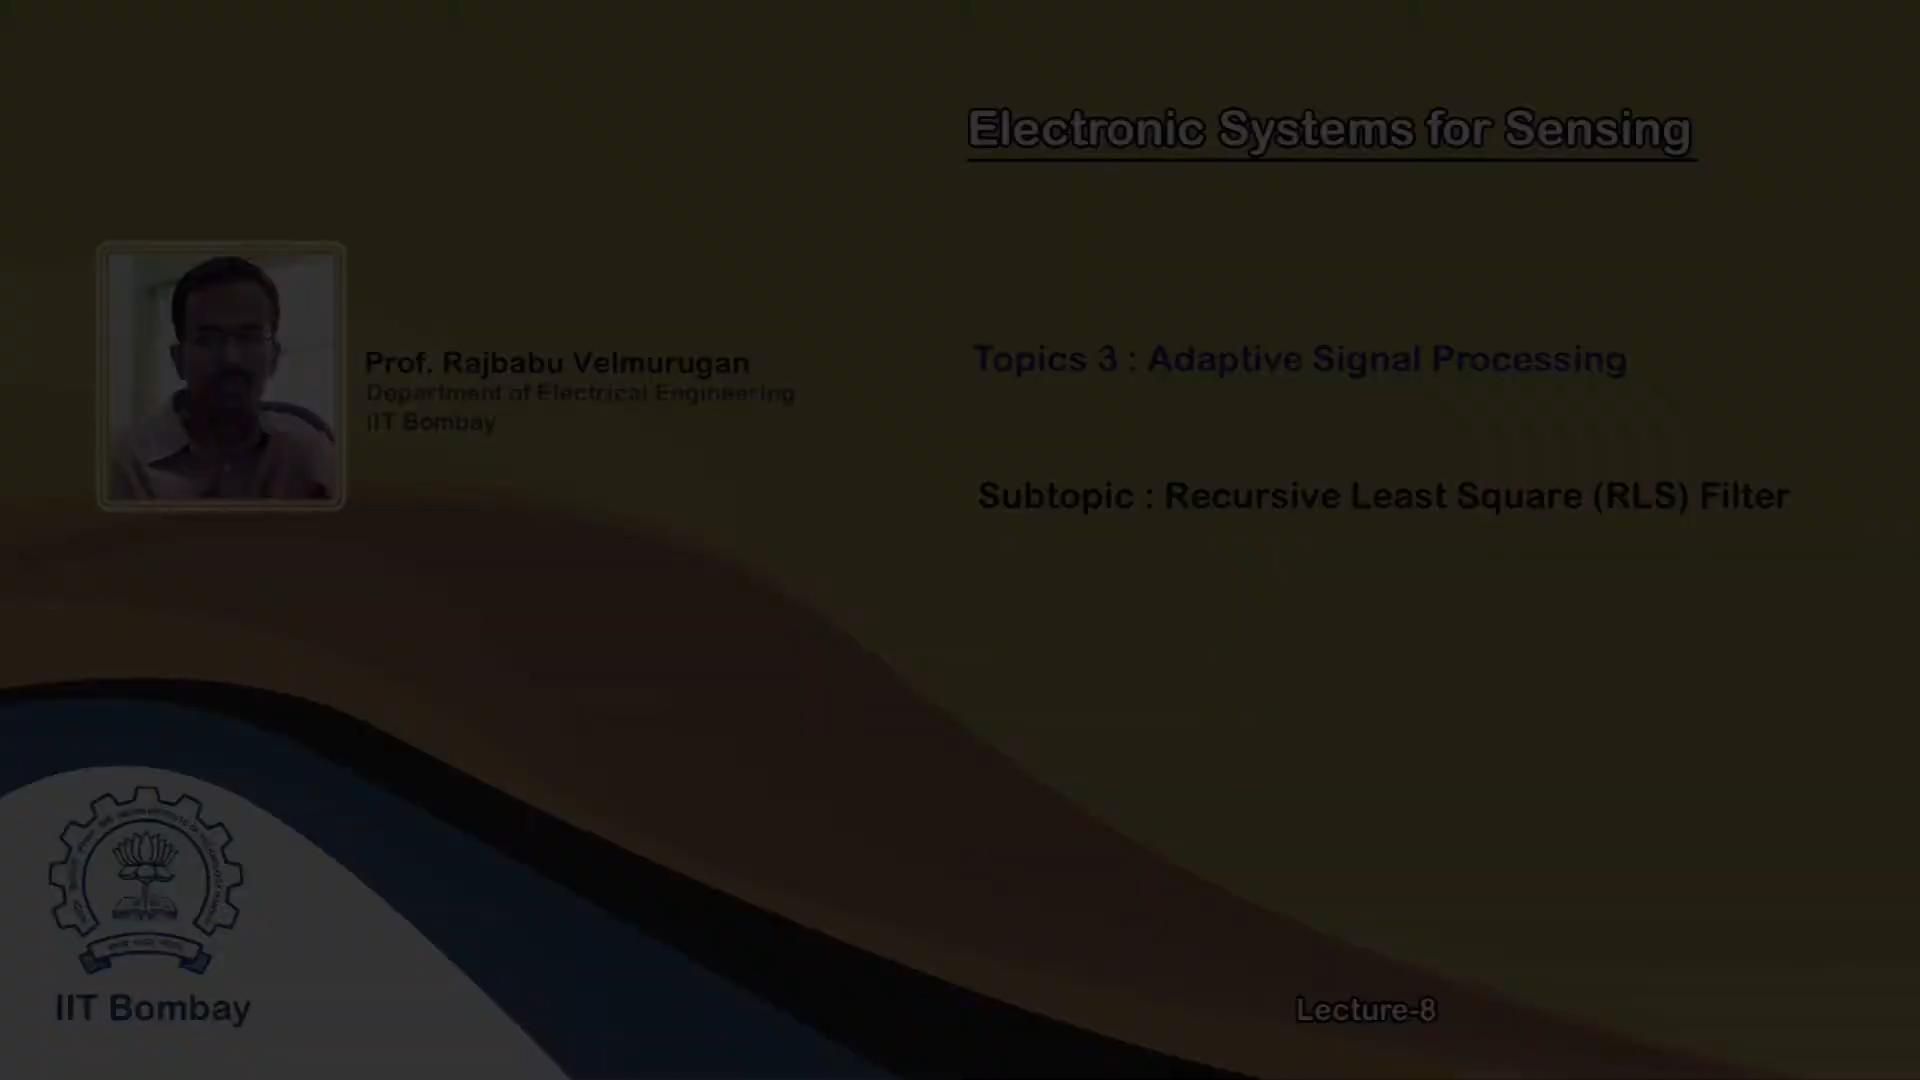 Electronic Systems for Sensing
Prof. Rajbabu Velmurugan
Department of Electrical Engineering
IIT Bombay
Topics 3 : Adaptive Signal Processing
Subtopic : Recursive Least Square (RLS) Filter
IIT Bombay
Lecture-8